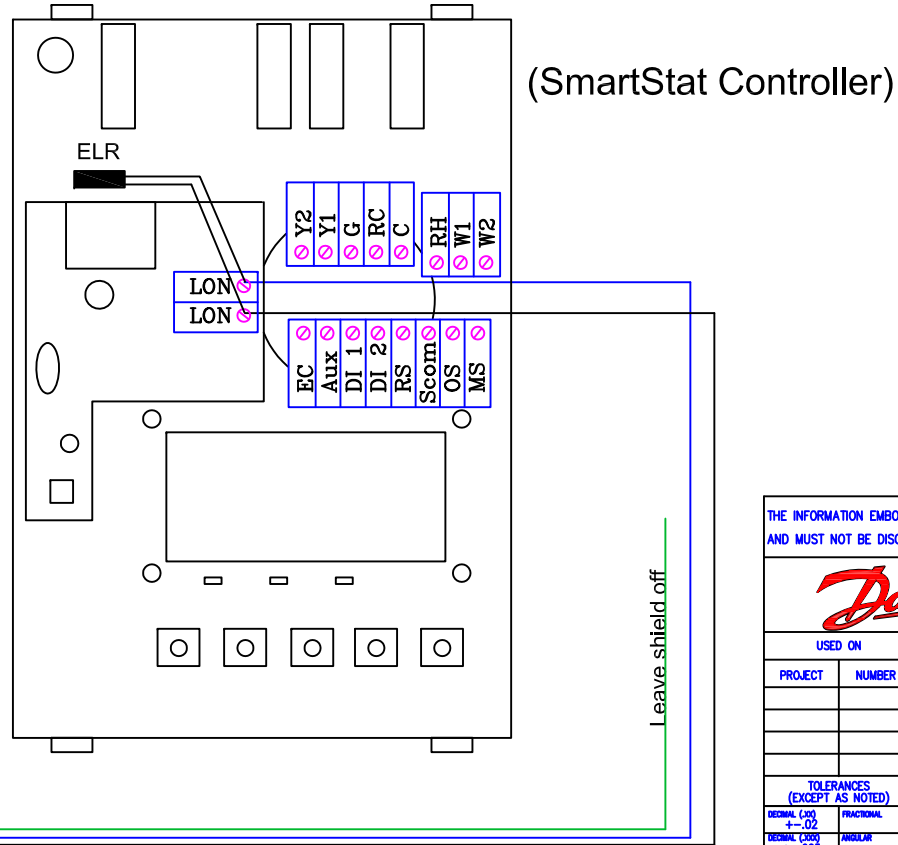 (SmartStat Controller)
ELR
Y2
Y1
G
RC
C
RH
W1
W2
LON
LON
EC
Aux
DI 1
DI 2
RS
Scom
OS
MS
Leave shield off
THE INFORMATION
AND MUST NOT BE
USED ON
PROJECT NUMBER
TOLERANCES
(EXCEPT AS NOTED)
DECIMAL (.XX) FRACTIONAL
+-.02
DECIMAL (.XXX) ANGULAR